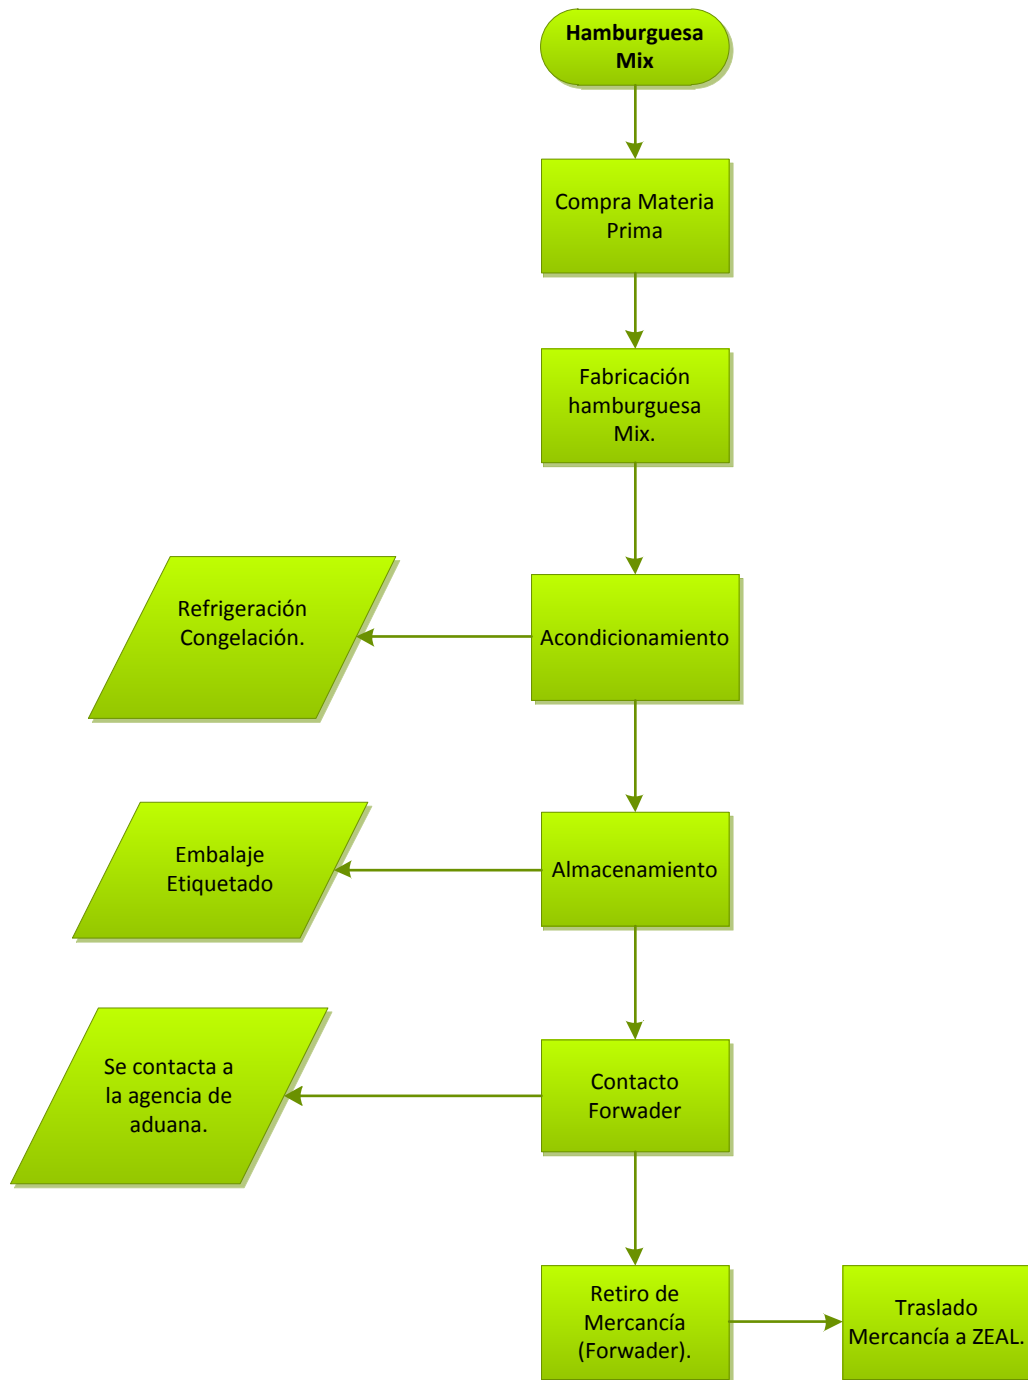 Hamburguesa
Mix
Compra Materia
Prima
Fabricación
hamburguesa
Mix.
Refrigeración
Congelación.
Acondicionamiento
Embalaje
Etiquetado
Almacenamiento
Se contacta a
la agencia de
aduana.
Contacto
Forwader
Retiro de
Mercancía
(Forwader).
Traslado
Mercancía a ZEAL.